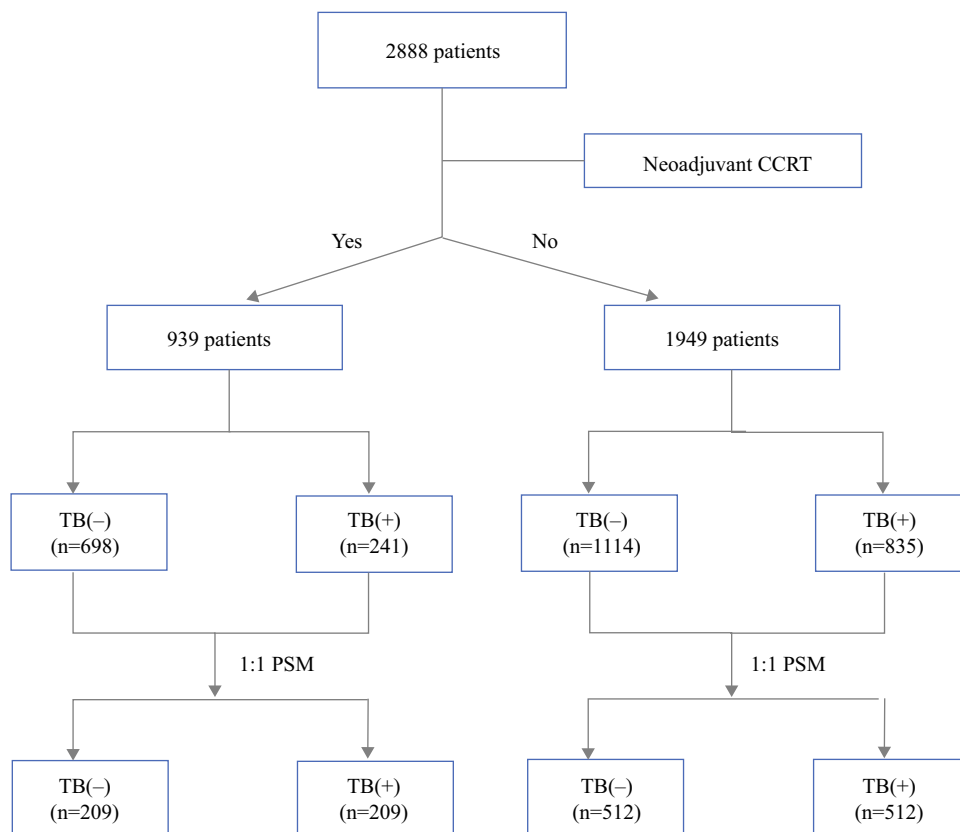 2888 patients
Neoadjuvant CCRT
Yes
No
939 patients
1949 patients
TB(–)
(n=698)
TB(+)
(n=241)
TB(–)
(n=1114)
TB(+)
(n=835)
1:1 PSM
1:1 PSM
TB(–)
(n=209)
TB(+)
(n=209)
TB(–)
(n=512)
TB(+)
(n=512)